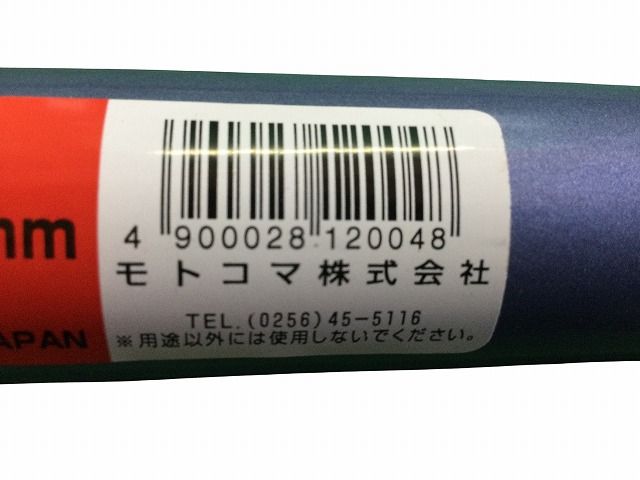 mm
4 900028 120048
モトコマ株式会社
JAPAN
TEL.(0256)45-5116
※用途以外には使用しないでください。